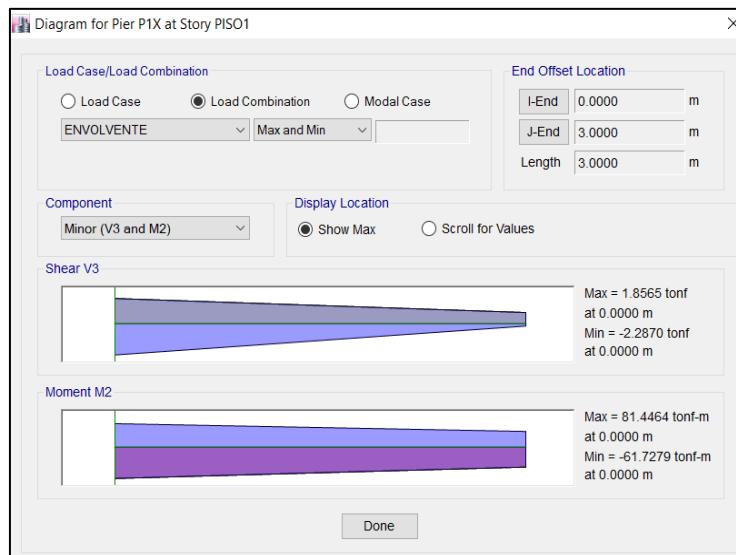 Diagram for Pier P1X at Story PISO1
Load Case/Load Combination
Load Case Load Combination Modal Case
ENVOLVENTE Max and Min
End Offset Location
I-End 0.0000 m
J-End 3.0000 m
Length 3.0000 m
Component
Minor (V3 and M2)
Display Location
Show Max Scroll for Values
Shear V3
Max = 1.8565 tonf
at 0.0000 m
Min = -2.2870 tonf
at 0.0000 m
Moment M2
Max = 81.4464 tonf-m
at 0.0000 m
Min = -61.7279 tonf-m
at 0.0000 m
Done